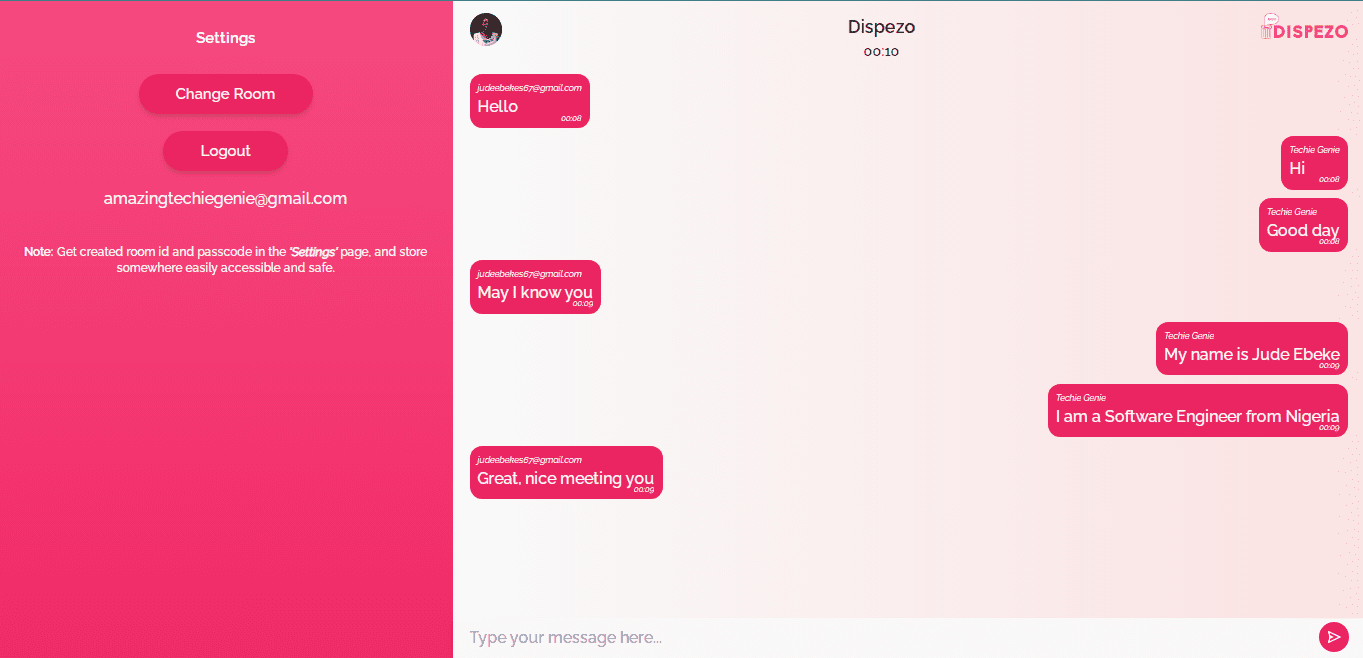 Settings
Change Room
Logout
amazingtechiegenie@gmail.com
Note: Get created room id and passcode in the 'Settings' page, and store
somewhere easily accessible and safe.
Dispezo
00:10
DISPEZO
judeebekes67@gmail.com
Hello
00:08
Techie Genie
Hi
00:08
Techie Genie
Good day
00:08
judeebekes67@gmail.com
May I know you
00:09
Techie Genie
My name is Jude Ebeke
00:09
Techie Genie
I am a Software Engineer from Nigeria
00:09
judeebekes67@gmail.com
Great, nice meeting you
00:09
Type your message here...